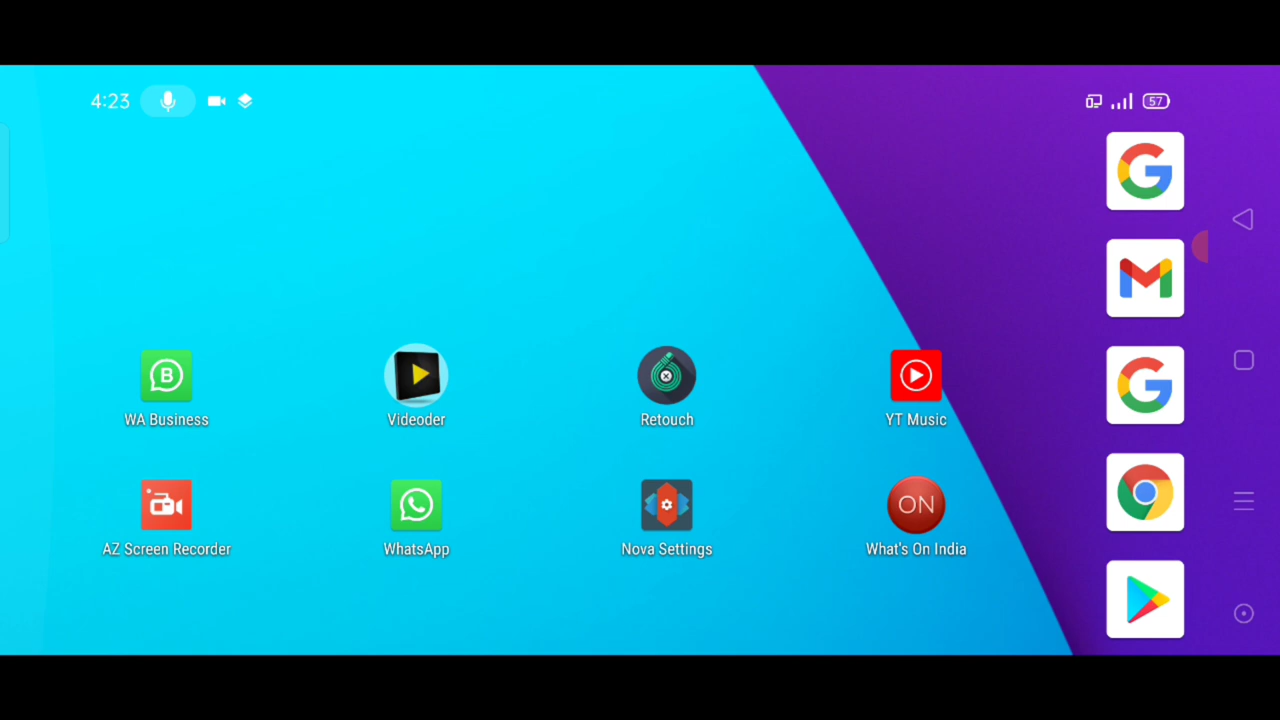 4:23
57
WA Business
Videoder
Retouch
YT Music
AZ Screen Recorder
WhatsApp
Nova Settings
ON
What's On India